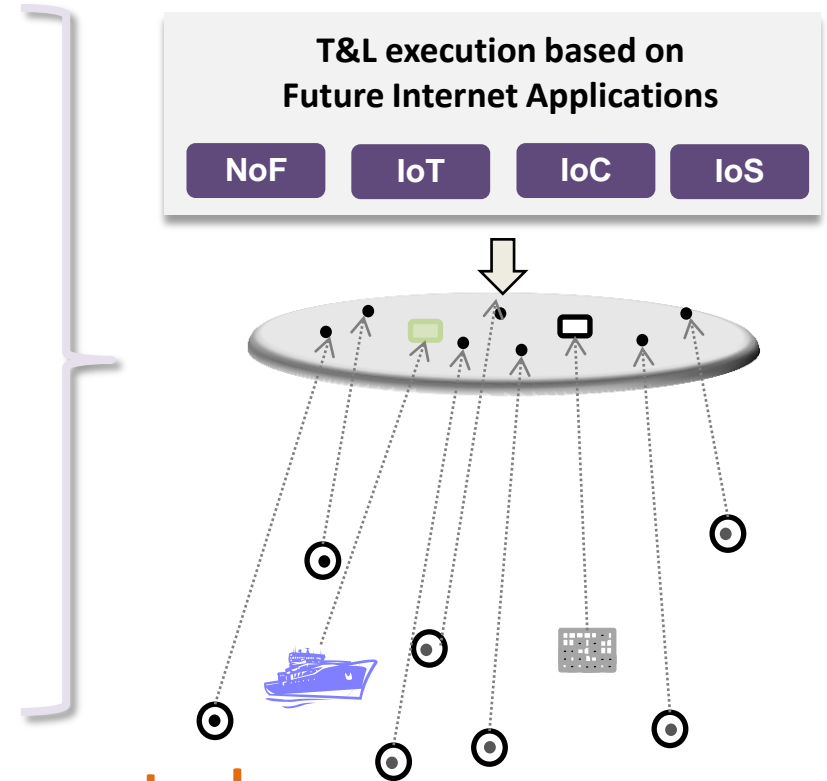 T&L execution based on
Future Internet Applications
NoF IoT IoC IoS